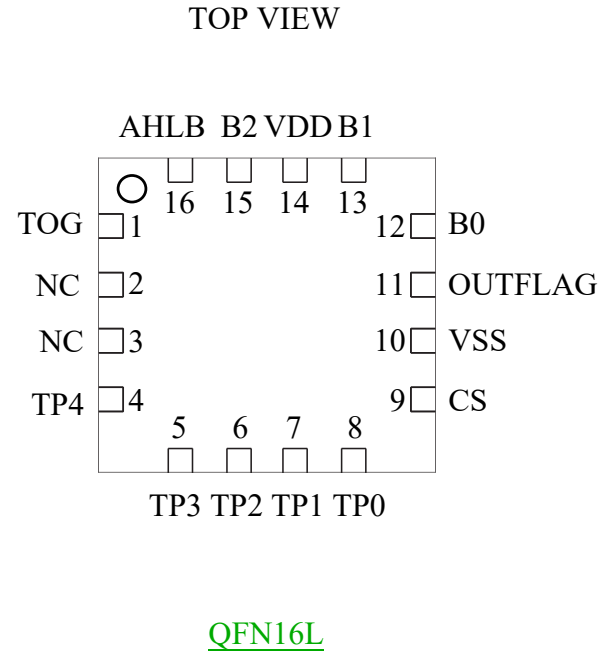 TOP VIEW
AHLB B2 VDD B1
16 15 14 13
TOG 1 12 B0
NC 2 11 OUTFLAG
NC 3 10 VSS
TP4 4 9 CS
5 6 7 8
TP3 TP2 TP1 TP0
QFN16L